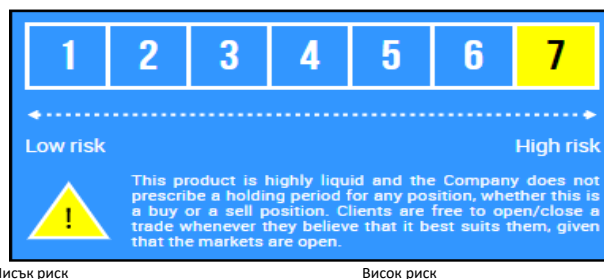 1 2 3 4 5 6 7
Low risk High risk
This product is highly liquid and the Company does not
prescribe a holding period for any position, whether this is
a buy or a sell position. Clients are free to open/close a
trade whenever they believe that it best suits them, given
that the markets are open.
!
риск Висок риск